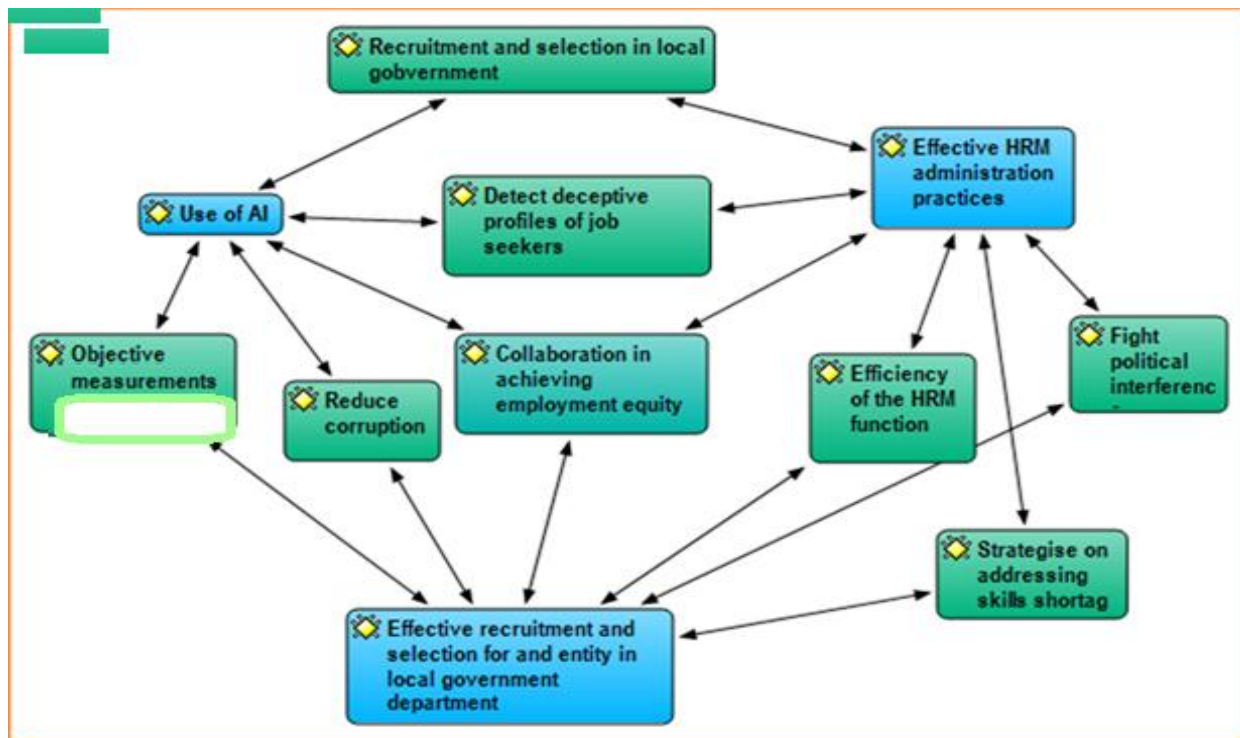 Recruitment and selection in local
gobvernment
Effective HRM
administration
practices
Detect deceptive
profiles of job
seekers
Use of AI
Objective
measurements
Reduce
corruption
Collaboration in
achieving
employment equity
Efficiency
of the HRM
function
Fight
political
interferenc
Strategise on
addressing
skills shortag
Effective recruitment and
selection for and entity in
local government
department